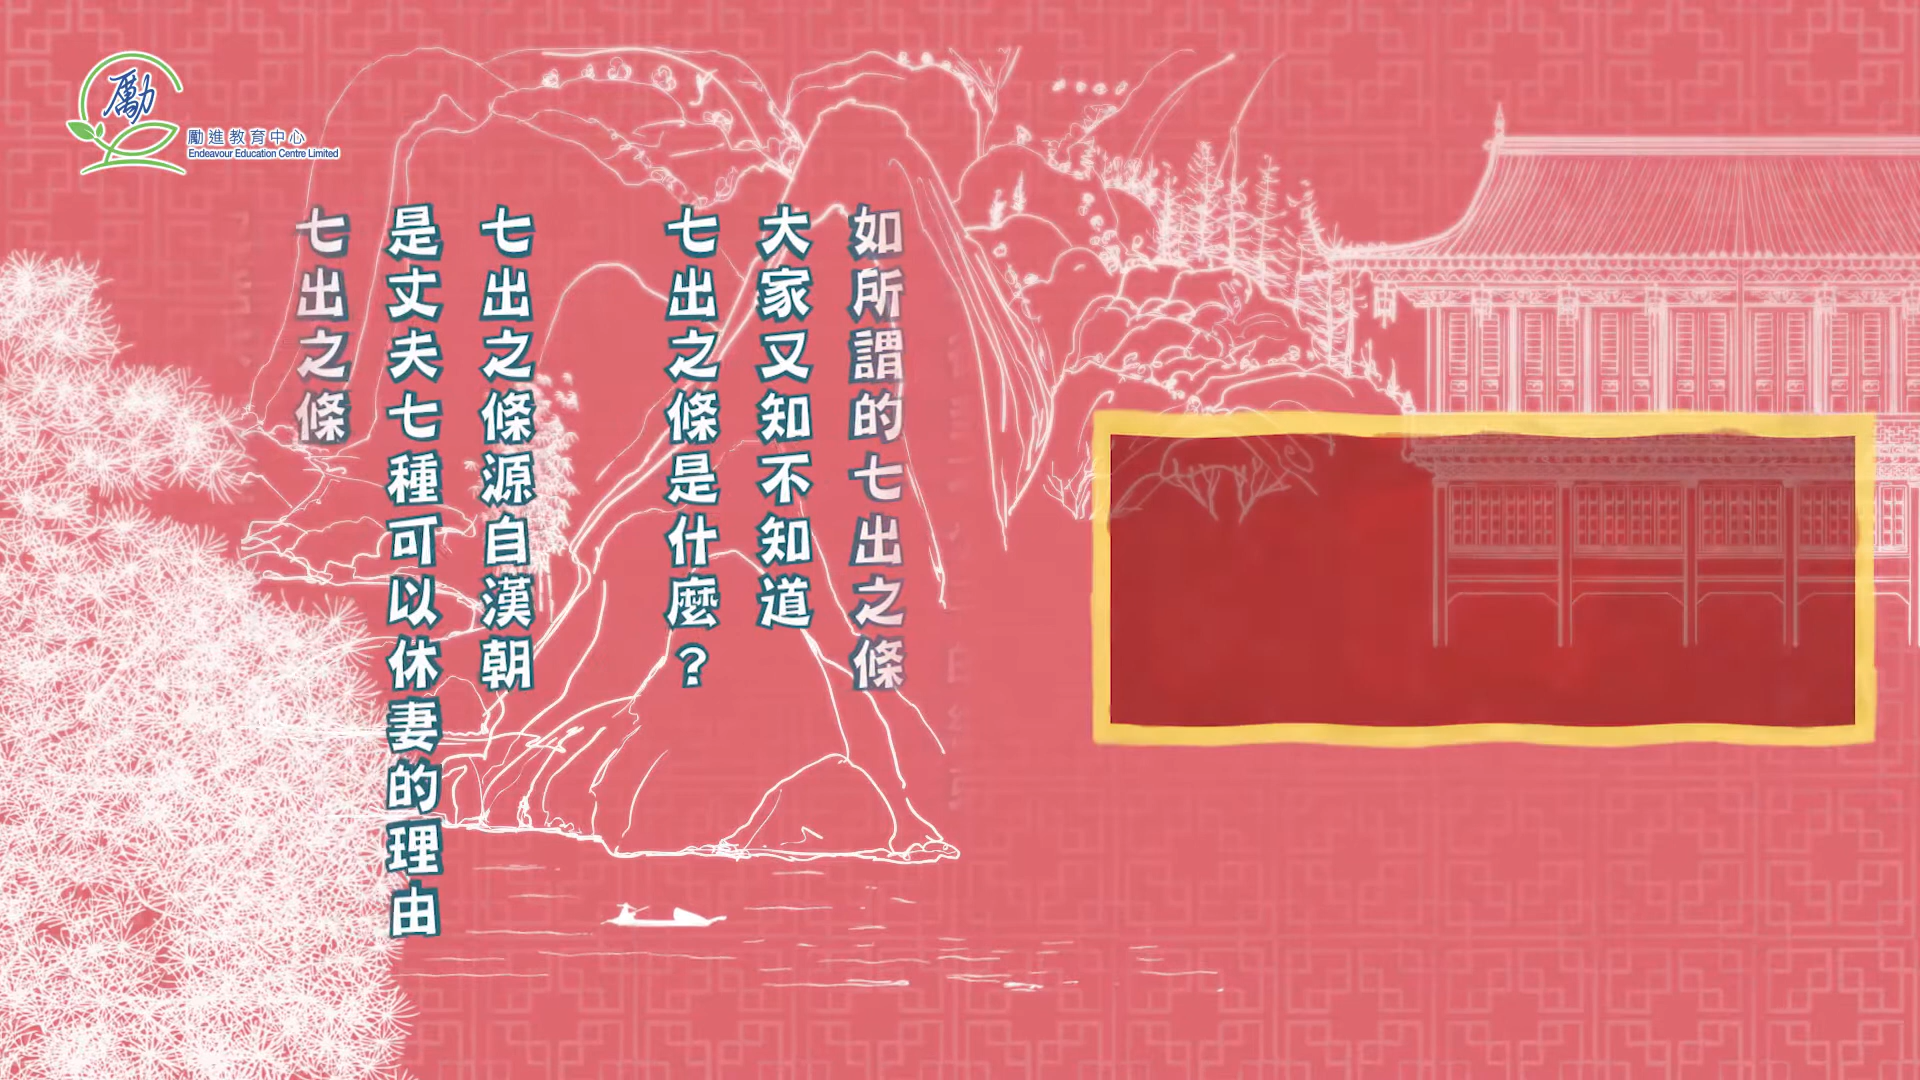 勵
勵進教育中心
Endeavour Education Centre Limited
如所謂的七出之條
大家又知不知道
七出之條是什麼？
七出之條源自漢朝
是丈夫七種可以休妻的理由
七出之條